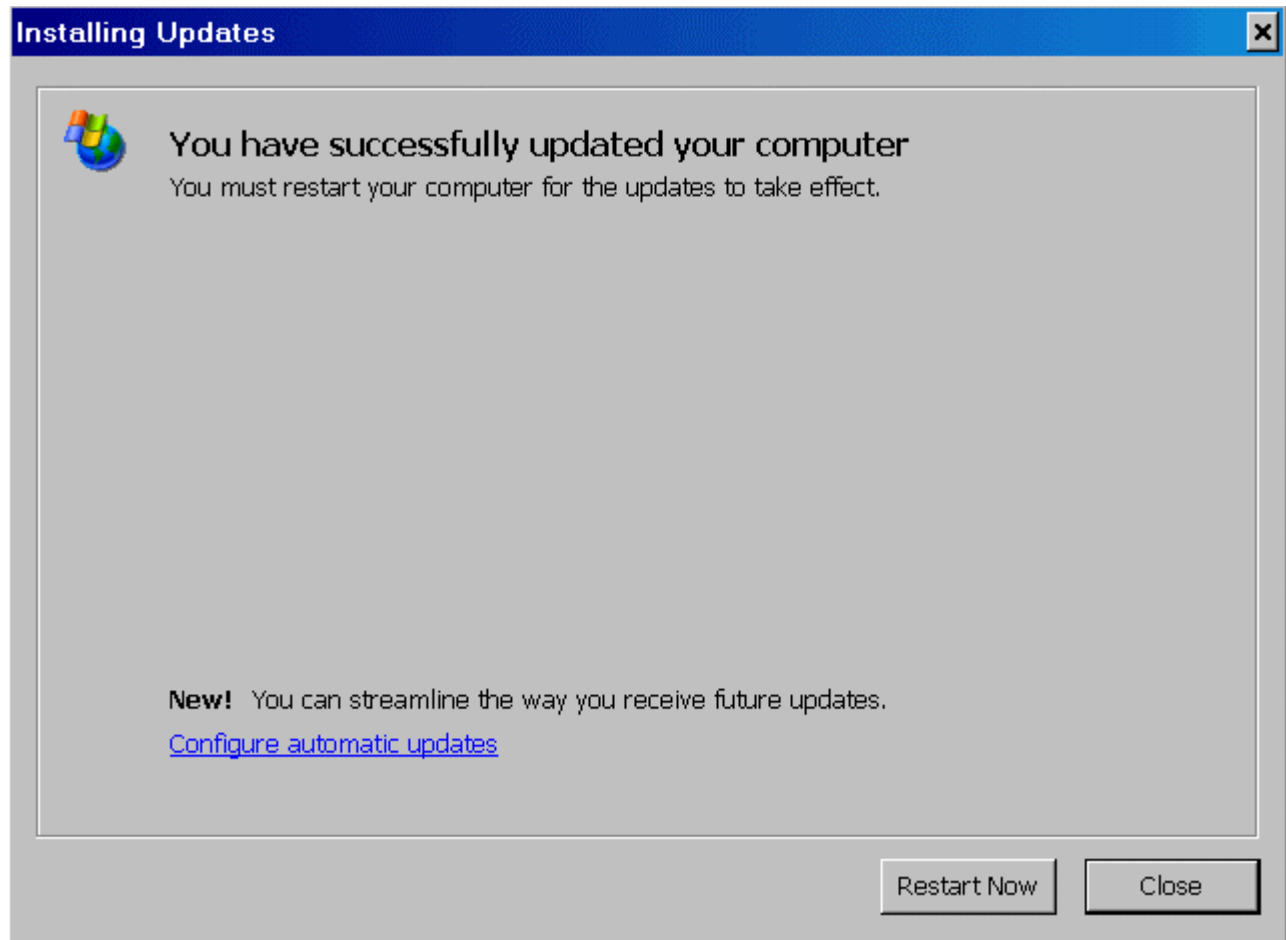 Installing Updates
You have successfully updated your computer
You must restart your computer for the updates to take effect.
New! You can streamline the way you receive future updates.
Configure automatic updates
Restart Now
Close